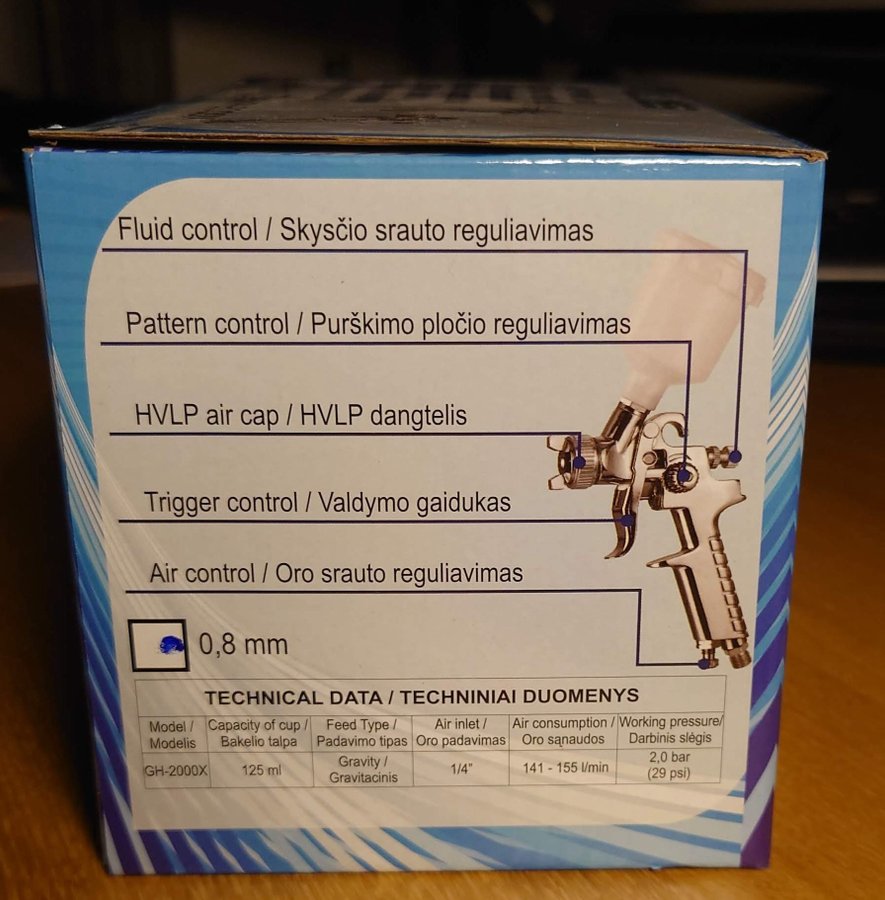 Fluid control / Skysčio srauto reguliavimas
Pattern control / Purškimo pločio reguliavimas
HVLP air cap / HVLP dangtelis
Trigger control / Valdymo gaidukas
Air control / Oro srauto reguliavimas
0,8 mm
TECHNICAL DATA / TECHNINIAI DUOMENYS
Model / Modelis
Capacity of cup / Bakelio talpa
Feed Type / Padavimo tipas
Air inlet / Oro padavimas
Air consumption / Oro sąnaudos
Working pressure/ Darbinis slėgis
GH-2000X
125 ml
Gravity / Gravitacinis
1/4"
141 - 155 l/min
2,0 bar (29 psi)